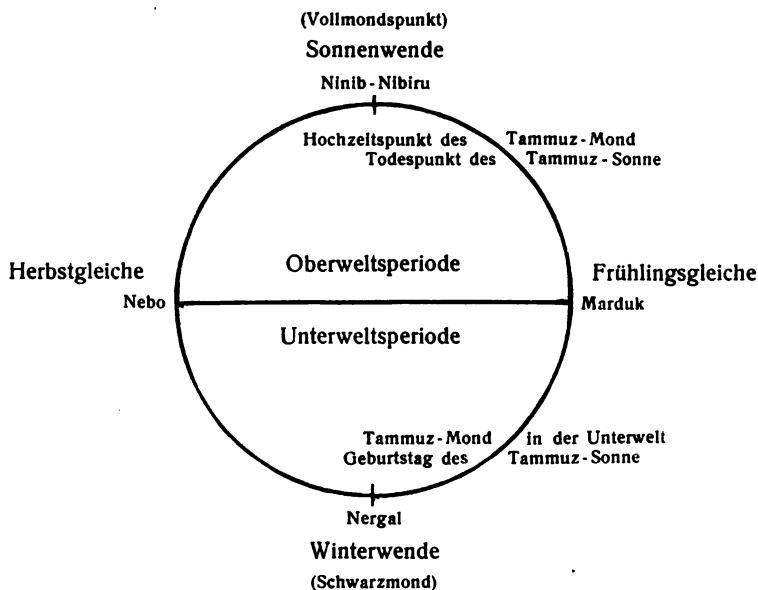 (Vollmondspunkt)
Sonnenwende
Ninib-Nibiru
Hochzeitspunkt des Tammuz-Mond
Todespunkt des Tammuz-Sonne
Herbstgleiche
Oberweltsperiode
Frühlingsgleiche
Nebo
Marduk
Unterweltsperiode
Tammuz-Mond in der Unterwelt
Geburtstag des Tammuz-Sonne
Nergal
Winterwende
(Schwarzmond)